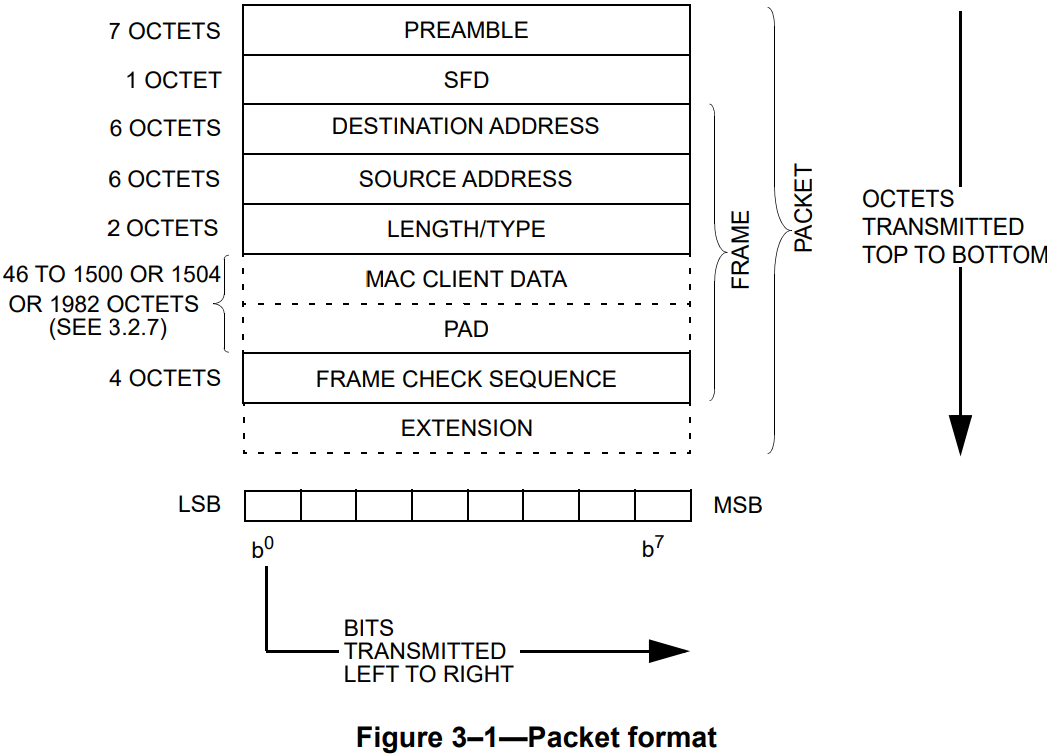 7 OCTETS
PREAMBLE
1 OCTET
SFD
6 OCTETS
DESTINATION ADDRESS
6 OCTETS
SOURCE ADDRESS
2 OCTETS
LENGTH/TYPE
46 TO 1500 OR 1504
OR 1982 OCTETS
(SEE 3.2.7)
MAC CLIENT DATA
PAD
4 OCTETS
FRAME CHECK SEQUENCE
EXTENSION
FRAME
PACKET
OCTETS
TRANSMITTED
TOP TO BOTTOM
LSB
MSB
b⁰
b⁷
BITS
TRANSMITTED
LEFT TO RIGHT
Figure 3–1—Packet format